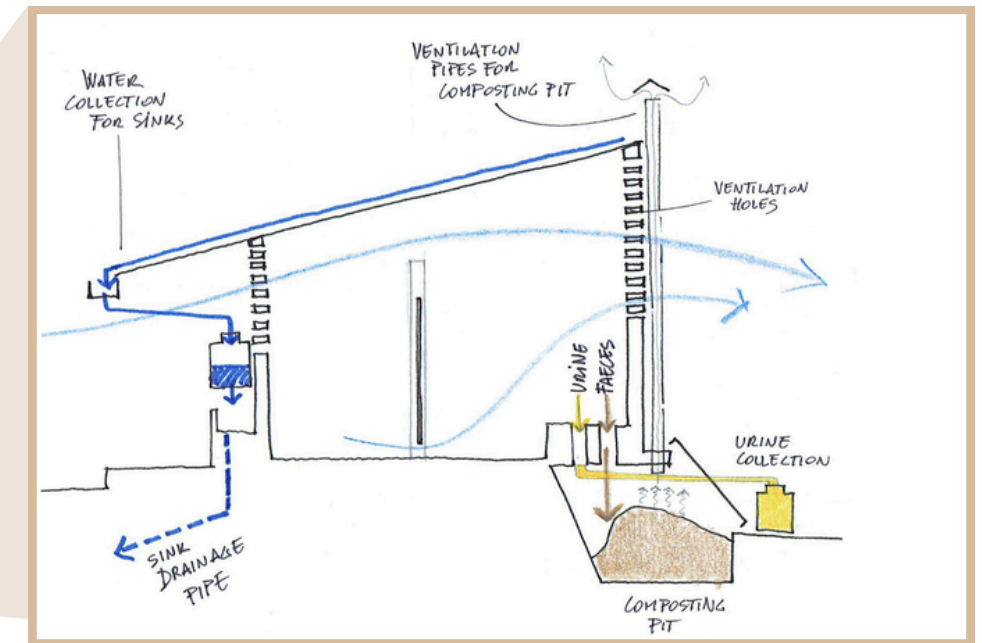 WATER
COLLECTION
FOR SINKS
VENTILATION
PIPES FOR
COMPOSTING PIT
VENTILATION
HOLES
URINE
FAECES
URINE
COLLECTION
SINK
DRAINAGE
PIPE
COMPOSTING
PIT